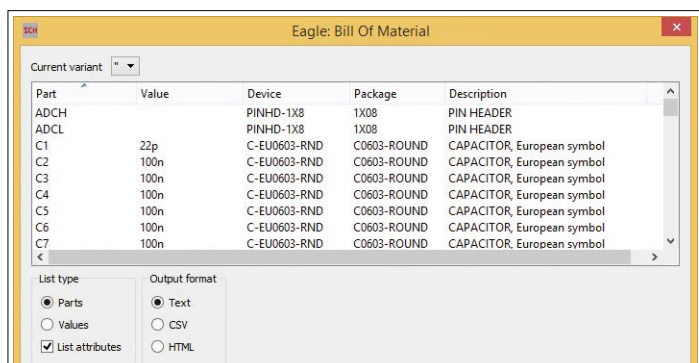 SCH Eagle: Bill Of Material
Current variant "
Part Value Device Package Description
ADCH PINHD-1X8 1X08 PIN HEADER
ADCL PINHD-1X8 1X08 PIN HEADER
C1 22p C-EU0603-RND C0603-ROUND CAPACITOR, European symbol
C2 100n C-EU0603-RND C0603-ROUND CAPACITOR, European symbol
C3 100n C-EU0603-RND C0603-ROUND CAPACITOR, European symbol
C4 100n C-EU0603-RND C0603-ROUND CAPACITOR, European symbol
C5 100n C-EU0603-RND C0603-ROUND CAPACITOR, European symbol
C6 100n C-EU0603-RND C0603-ROUND CAPACITOR, European symbol
C7 100n C-EU0603-RND C0603-ROUND CAPACITOR, European symbol
List type Output format
Parts Text
Values CSV
List attributes HTML